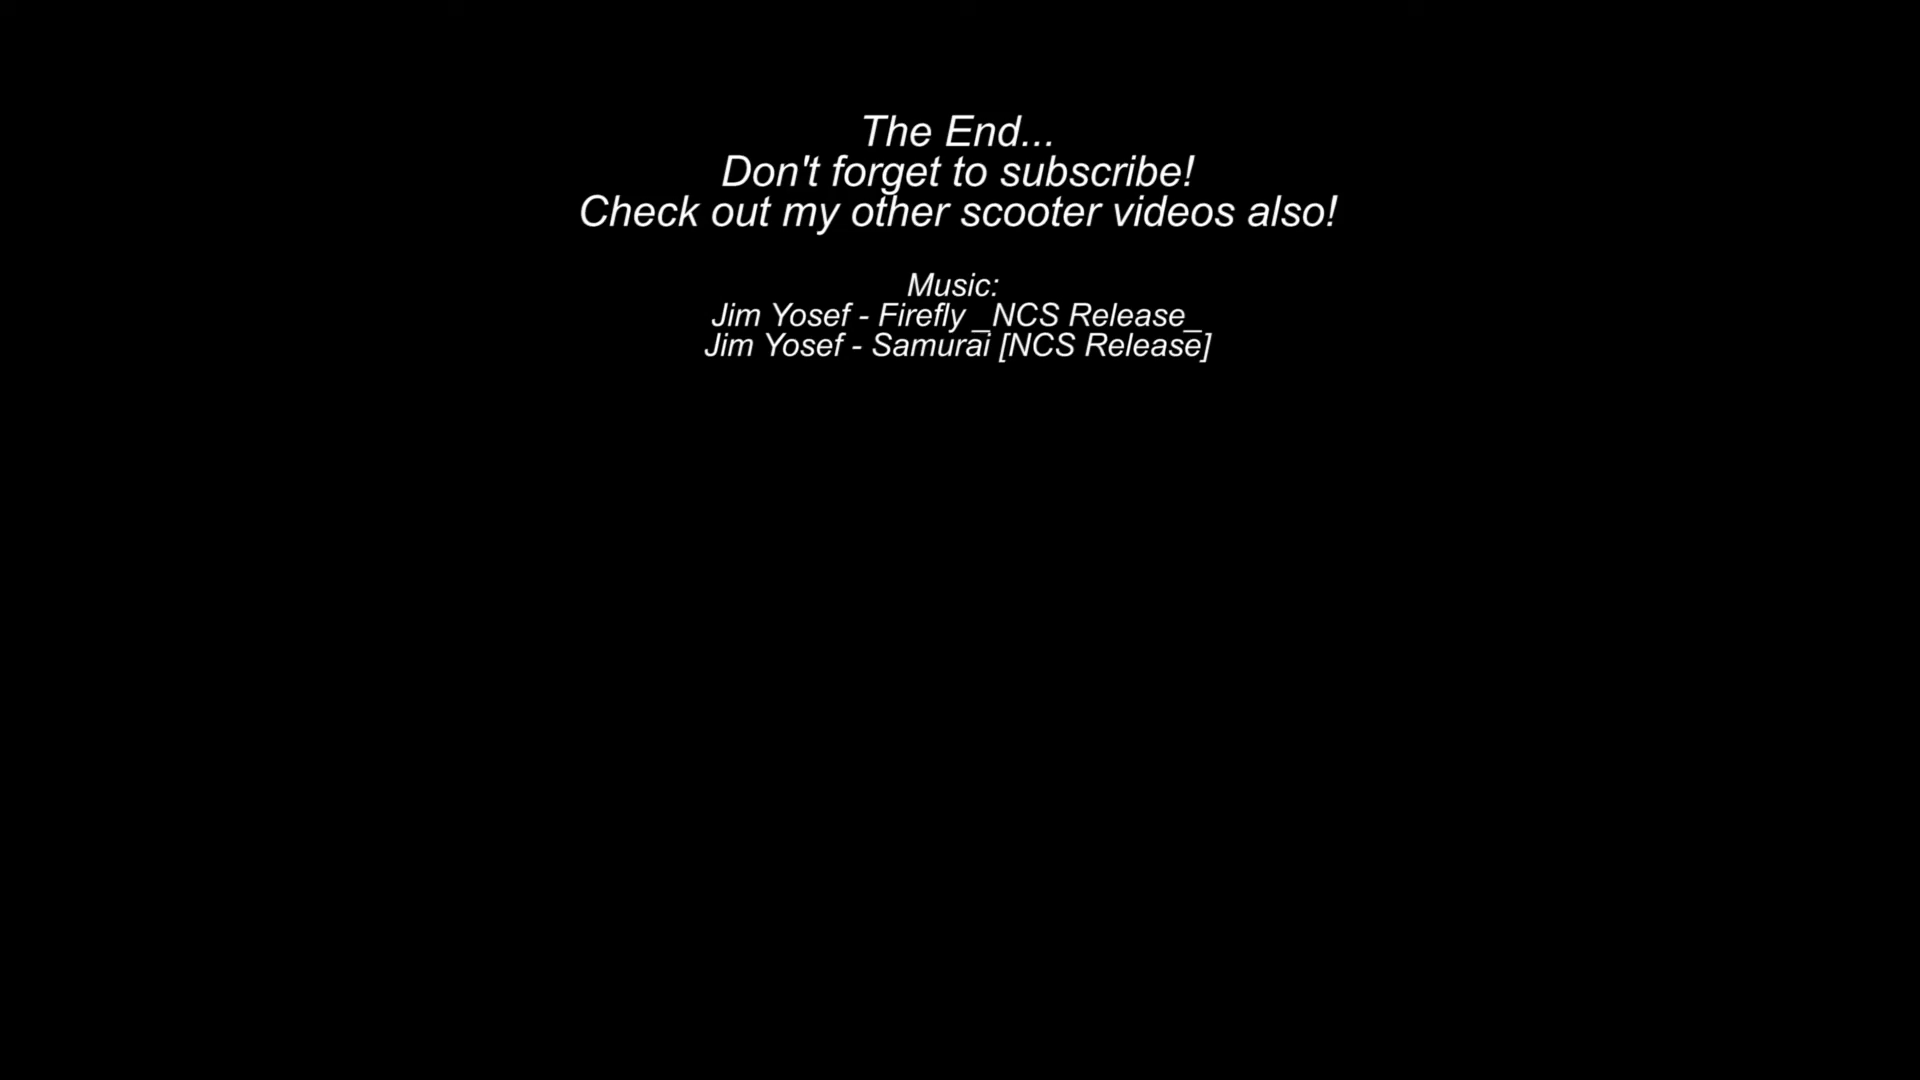 The End...
Don't forget to subscribe!
Check out my other scooter videos also!
Music:
Jim Yosef - Firefly _NCS Release_
Jim Yosef - Samurai [NCS Release]